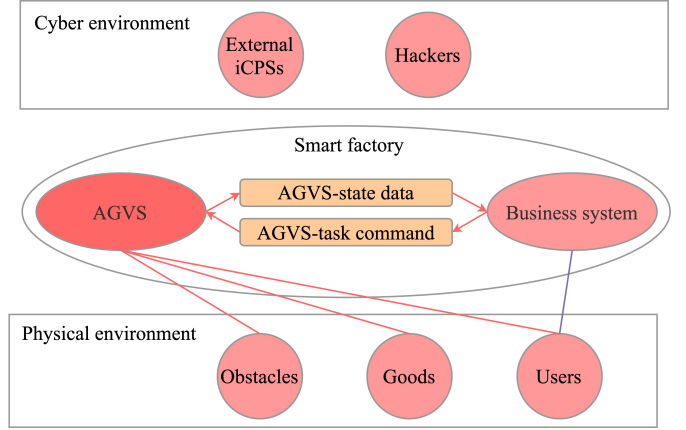 Cyber environment
External
iCPSs
Hackers
Smart factory
AGVS
AGVS-state data
AGVS-task command
Business system
Physical environment
Obstacles
Goods
Users